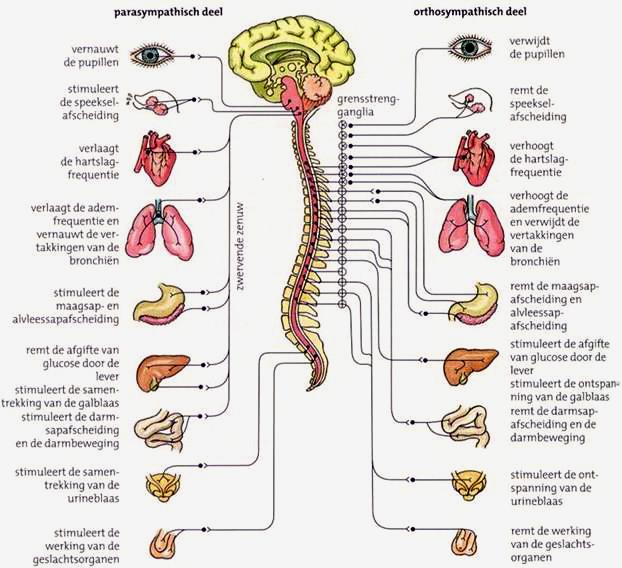 parasympathisch deel
vernauwt
de pupillen
stimuleert
de speeksel-
afscheiding
verlaagt
de hartslag-
frequentie
verlaagt de adem-
frequentie en
vernauwt de ver-
takkingen van de
bronchiën
stimuleert de
maagsap- en
alvleessapafscheiding
remt de afgifte van
glucose door de
lever
stimuleert de samen-
trekking van de galblaas
stimuleert de darm-
sapafscheiding
en de darmbeweging
stimuleert de samen-
trekking van de
urineblaas
stimuleert de
werking van de
geslachtsorganen
zwervende zenuw
grensstreng-
ganglia
orthosympatisch deel
verwijdt
de pupillen
remt de
speeksel-
afscheiding
verhoogt
de hartslag-
frequentie
verhoogt de
ademfrequentie
en verwijdt de
vertakkingen
van de
bronchiën
remt de maagsap-
afscheiding en
alvleessap-
afscheiding
stimuleert de afgifte
van glucose door de
lever
stimuleert de ontspan-
ning van de galblaas
remt de darmsap-
afscheiding en de
darmbeweging
stimuleert de ont-
spanning van de
urineblaas
remt de werking
van de geslachts-
organen